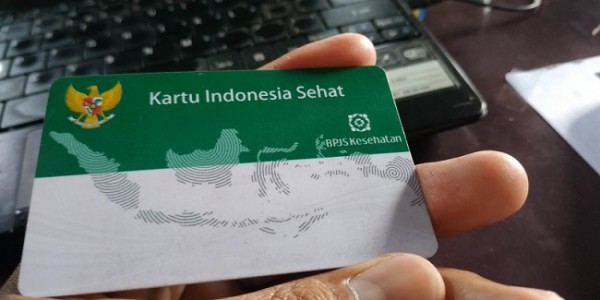 Kartu Indonesia Sehat
BPJS Kesehatan